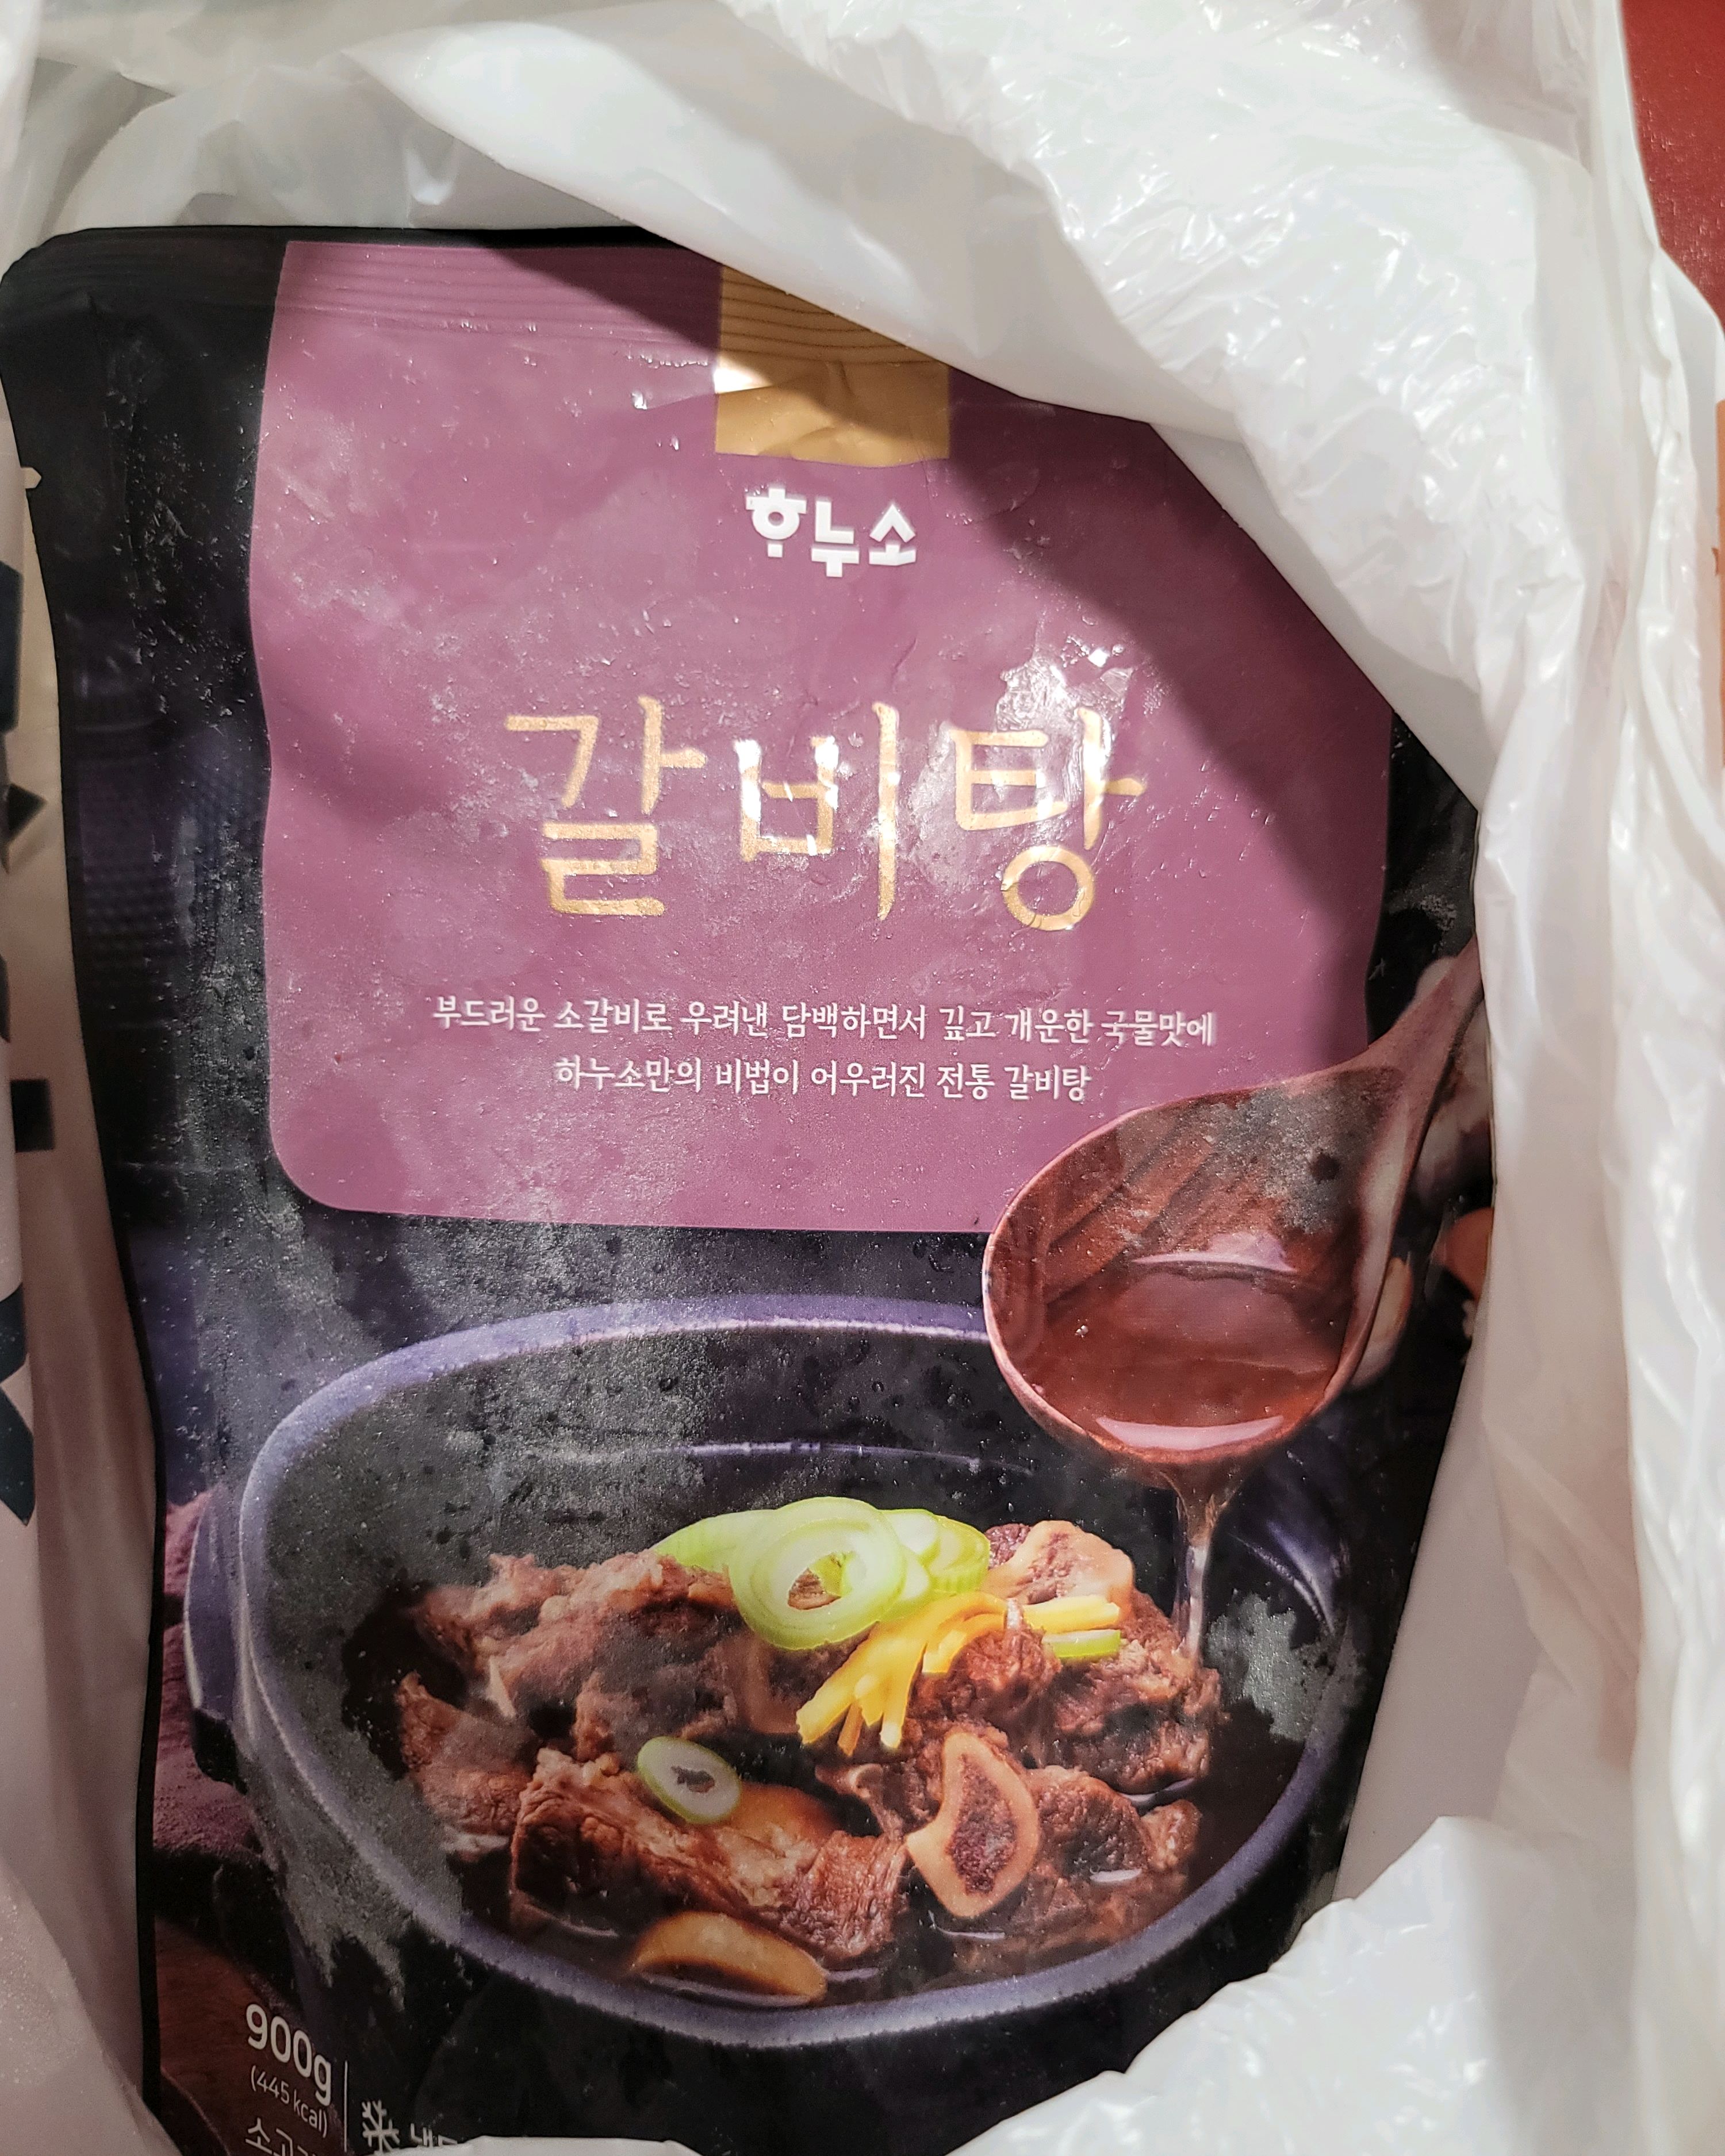 하누소
갈비탕
부드러운 소갈비로 우려낸 담백하면서 깊고 개운한 국물맛에
하누소만의 비법이 어우러진 전통 갈비탕
900g
(445 kcal)